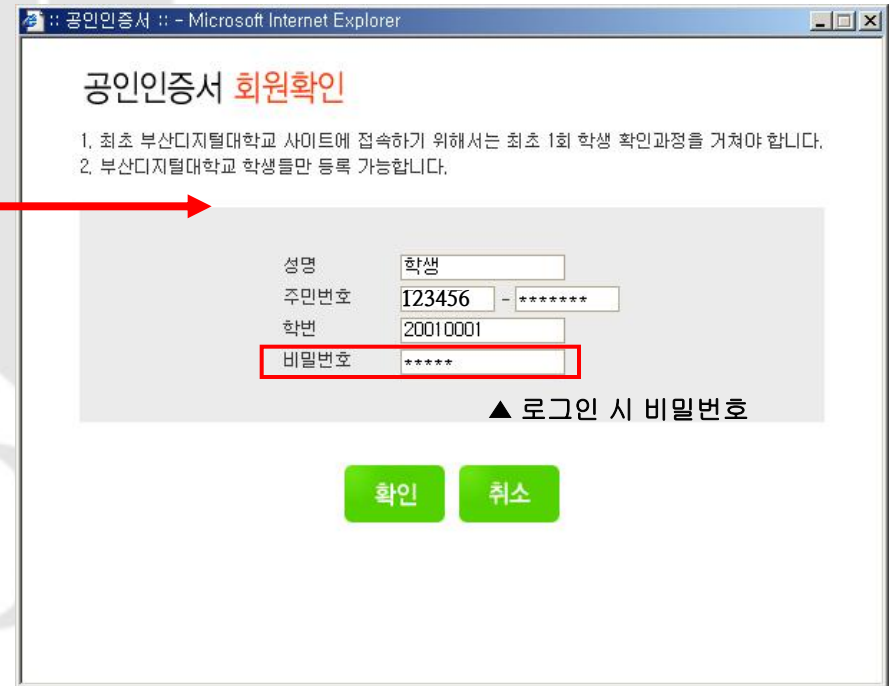 :: 공인인증서 :: - Microsoft Internet Explorer
공인인증서 회원확인
1. 최초 부산디지털대학교 사이트에 접속하기 위해서는 최초 1회 학생 확인과정을 거쳐야 합니다.
2. 부산디지털대학교 학생들만 등록 가능합니다.
성명 학생
주민번호 123456 - *******
학번 20010001
비밀번호 *****
▲ 로그인 시 비밀번호
확인 취소